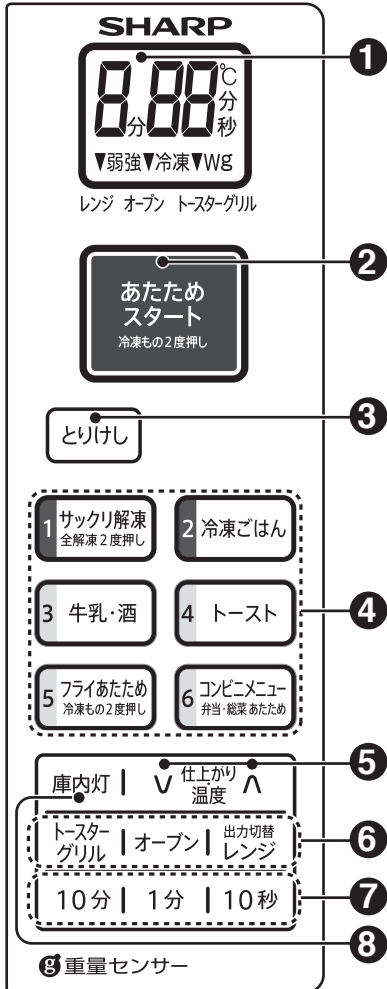 SHARP
8分88℃分秒
▼弱強▼冷凍▼Wg
レンジ オーブン トースターグリル
あたため
スタート
冷凍もの2度押し
とりけし
1 サックリ解凍
全解凍2度押し
2 冷凍ごはん
3 牛乳・酒
4 トースト
5 フライあたため
冷凍もの2度押し
6 コンビニメニュー
弁当・総菜あたため
庫内灯 | ∨ 仕上がり
温度 ∧
トースター
グリル | オーブン | 出力切替
レンジ
10分 | 1分 | 10秒
g重量センサー
1
2
3
4
5
6
7
8